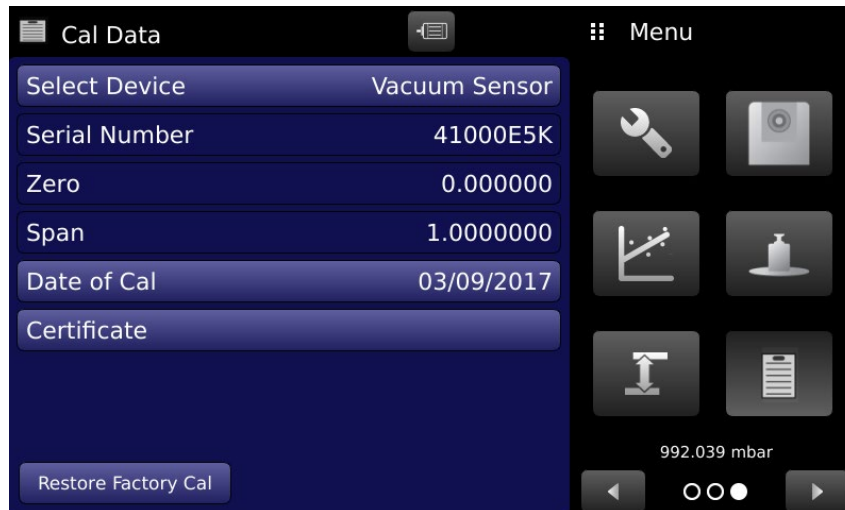 Cal Data
Menu
Select Device Vacuum Sensor
Serial Number 41000E5K
Zero 0.000000
Span 1.0000000
Date of Cal 03/09/2017
Certificate
992.039 mbar
Restore Factory Cal